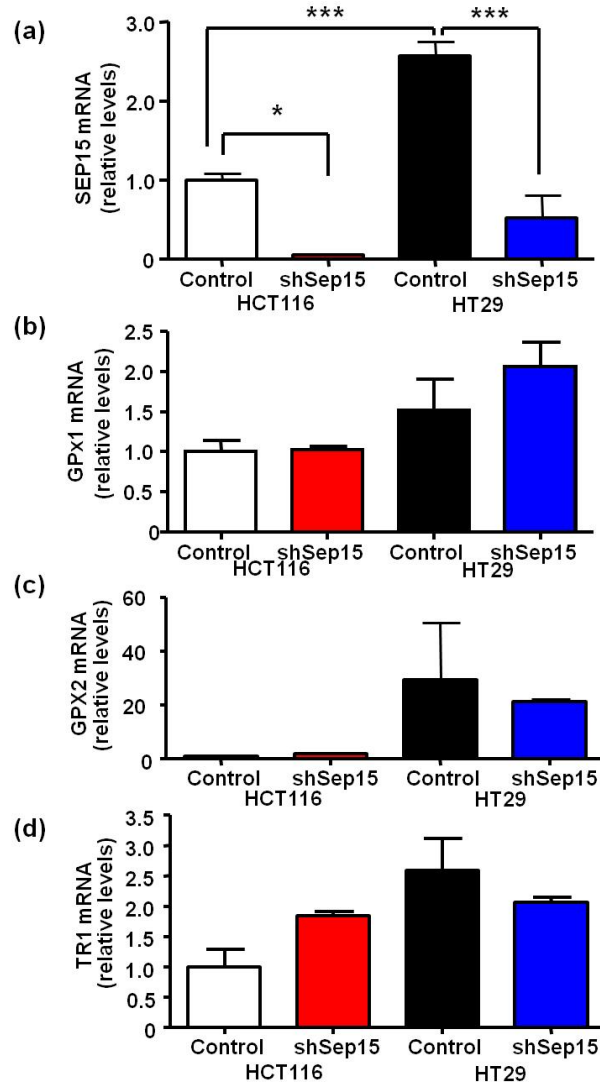 (a)
SEP15 mRNA
(relative levels)
3.0
2.0
1.0
0
***
***
*
Control shSep15 Control shSep15
HCT116 HT29
(b)
GPx1 mRNA
(relative levels)
2.5
2.0
1.5
1.0
0.5
0
Control shSep15 Control shSep15
HCT116 HT29
(c)
GPX2 mRNA
(relative levels)
60
40
20
0
Control shSep15 Control shSep15
HCT116 HT29
(d)
TR1 mRNA
(relative levels)
3.5
3.0
2.5
2.0
1.5
1.0
0.5
0
Control shSep15 Control shSep15
HCT116 HT29